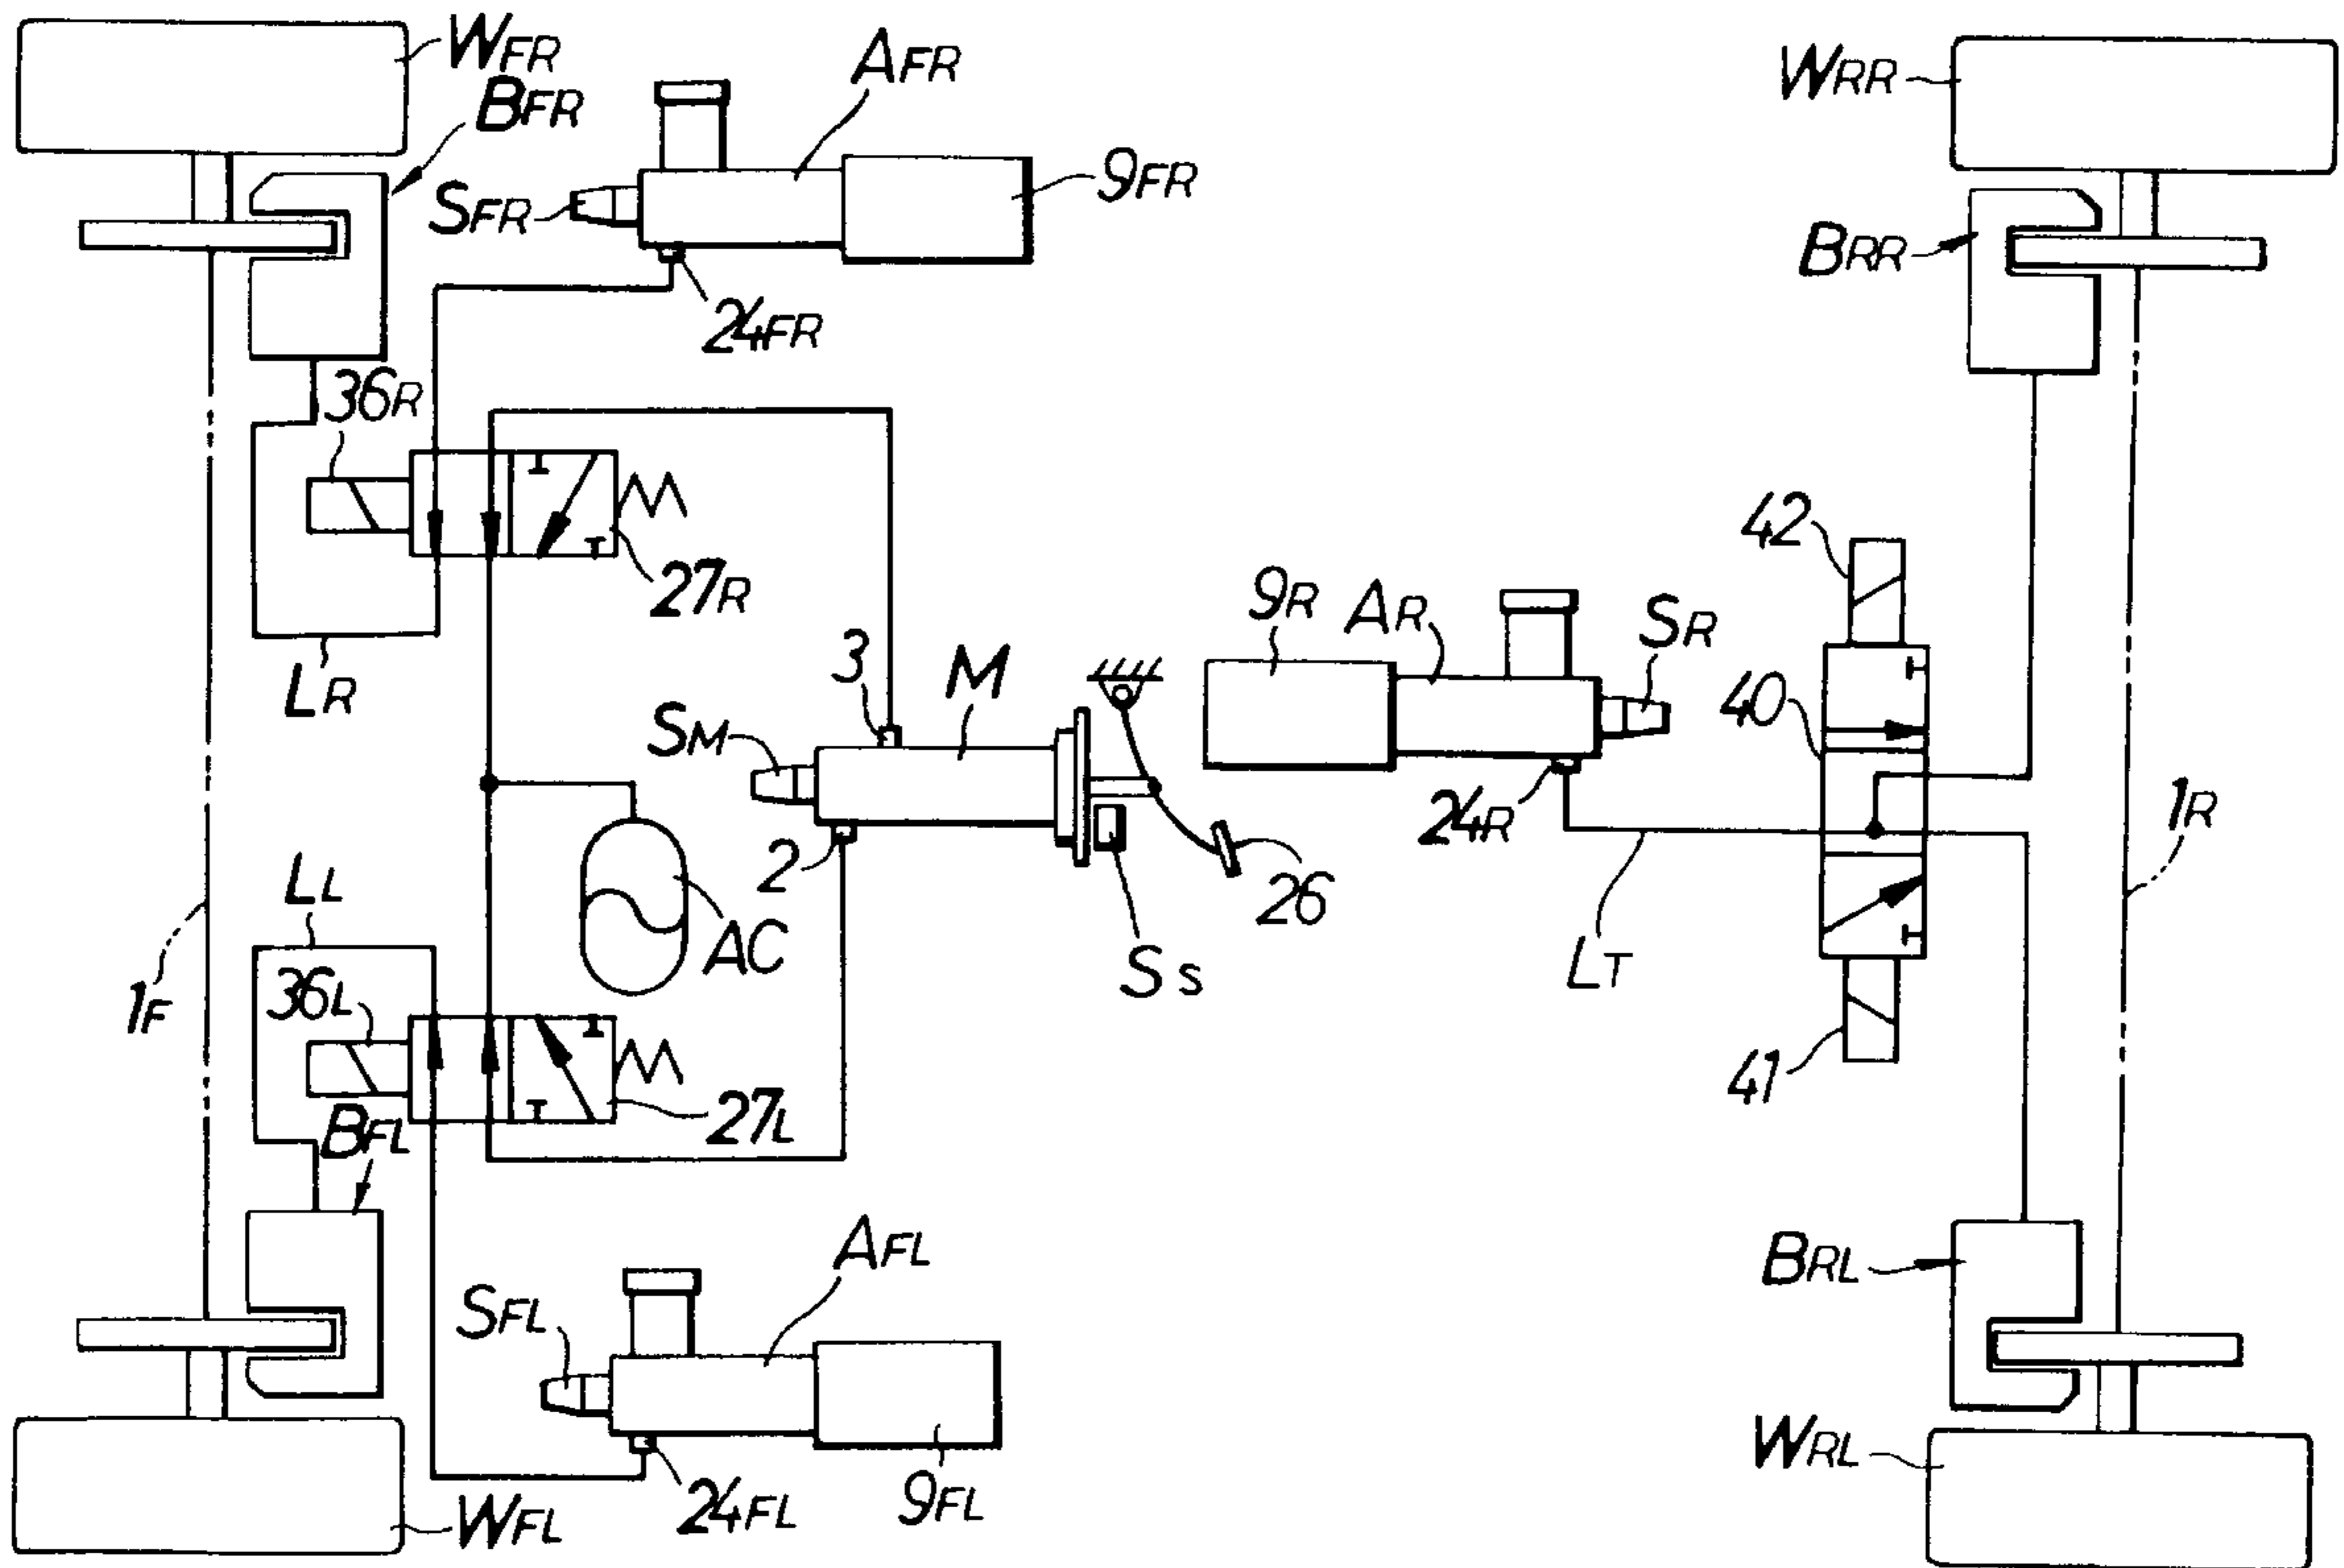 WFR
AFR
WRR
BFR
9FR
SFR
BRR
24FR
36R
42
27R
9R
AR
SR
3
M
LR
40
SM
24R
1R
2
26
LL
AC
SS
LT
1F
36L
41
27L
BFL
AFL
BRL
SFL
WRL
9FL
24FL
WFL